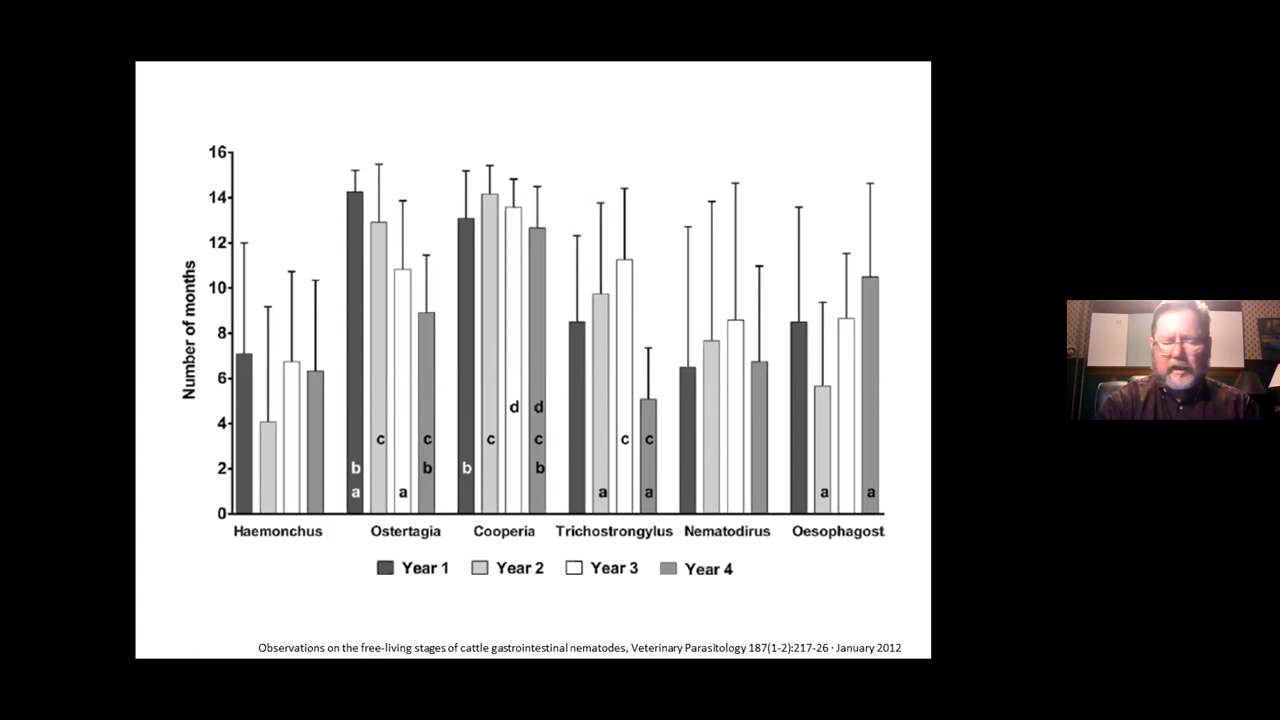 16
14
12
10
8
6
4
2
0
Number of months
d d
c c c c c
b b b b
a a a a a a
Haemonchus Ostertagia Cooperia Trichostrongylus Nematodirus Oesophagost
Year 1 Year 2 Year 3 Year 4
Observations on the free-living stages of cattle gastrointestinal nematodes, Veterinary Parasitology 187(1-2):217-26 · January 2012